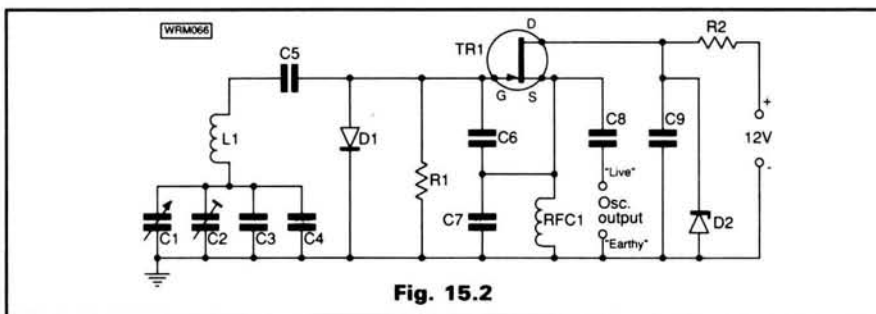 WRM066
D
R2
TR1
C5
G
S
+
12V
-
L1
D1
C6
C8
C9
R1
"Live"
Osc.
output
"Earthy"
C1
C2
C3
C4
C7
RFC1
D2
Fig. 15.2